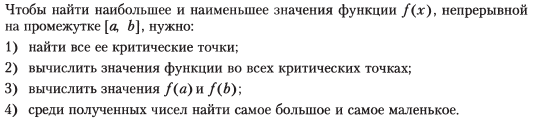 Чтобы найти наибольшее и наименьшее значения функции f(x), непрерывной
на промежутке [a, b], нужно:
1) найти все ее критические точки;
2) вычислить значения функции во всех критических точках;
3) вычислить значения f(a) и f(b);
4) среди полученных чисел найти самое большое и самое маленькое.